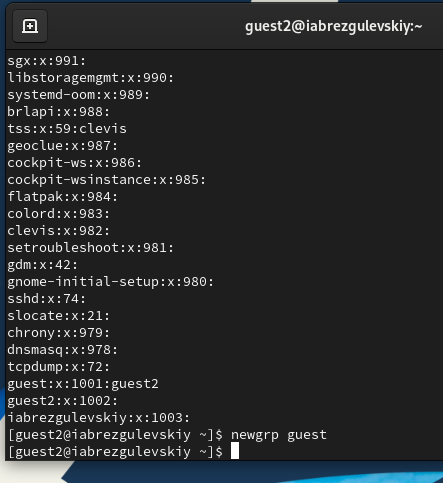 guest2@iabrezgulevskiy:~
sgx:x:991:
libstoragemgmt:x:990:
systemd-oom:x:989:
brlapi:x:988:
tss:x:59:clevis
geoclue:x:987:
cockpit-ws:x:986:
cockpit-wsinstance:x:985:
flatpak:x:984:
colord:x:983:
clevis:x:982:
setroubleshoot:x:981:
gdm:x:42:
gnome-initial-setup:x:980:
sshd:x:74:
slocate:x:21:
chrony:x:979:
dnsmasq:x:978:
tcpdump:x:72:
guest:x:1001:guest2
guest2:x:1002:
iabrezgulevskiy:x:1003:
[guest2@iabrezgulevskiy ~]$ newgrp guest
[guest2@iabrezgulevskiy ~]$